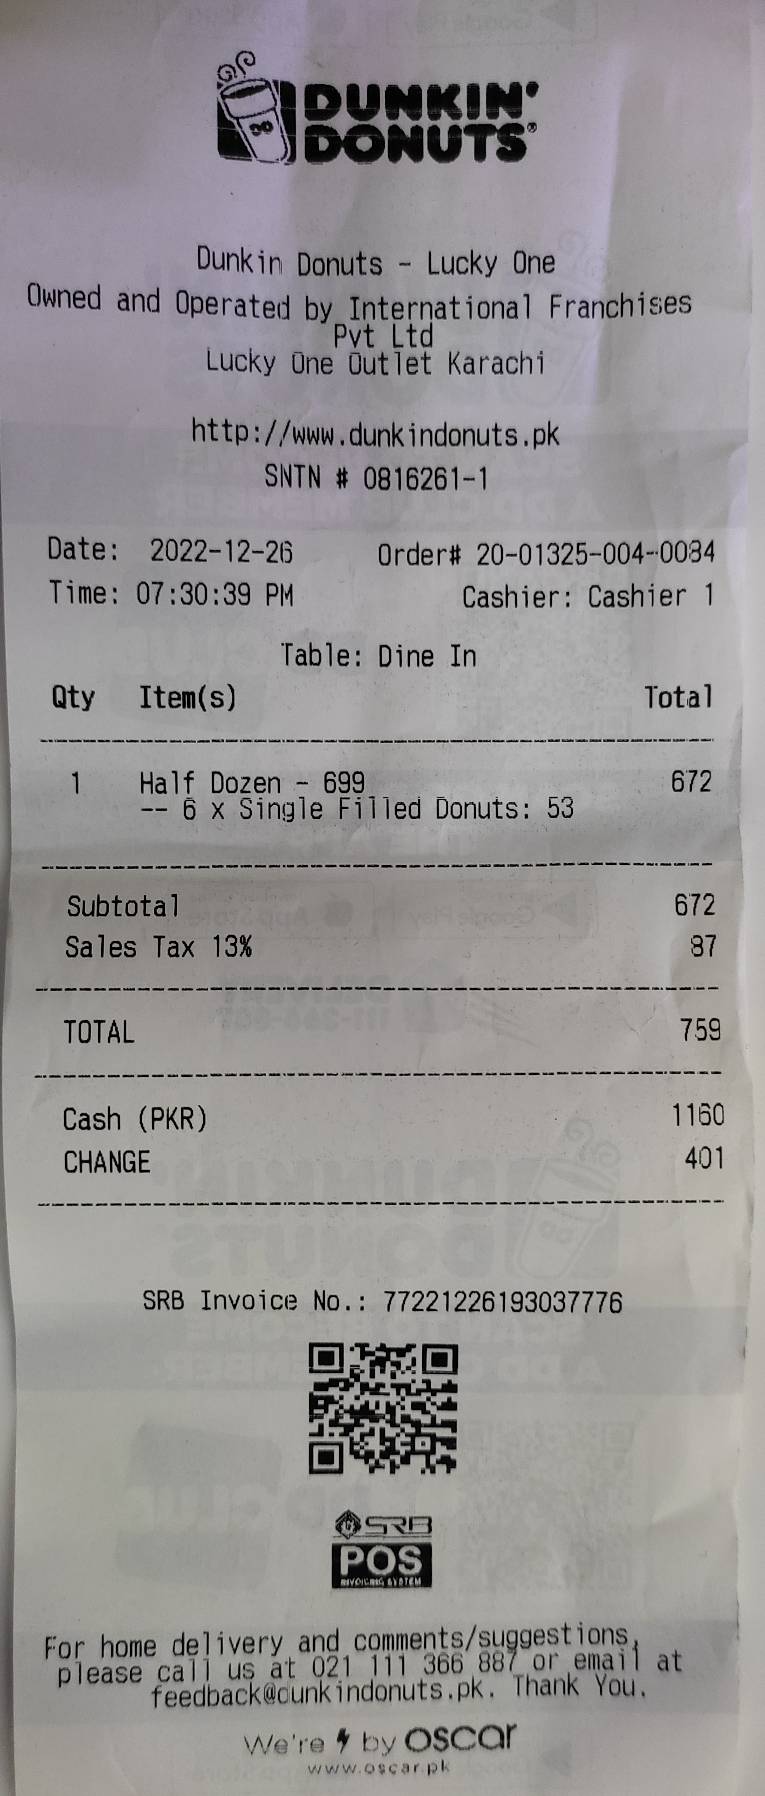 DUNKIN'
DONUTS®
Dunkin Donuts - Lucky One
Owned and Operated by International Franchises
Pvt Ltd
Lucky One Outlet Karachi
http://www.dunkindonuts.pk
SNTN # 0816261-1
Date: 2022-12-26 Order# 20-01325-004-0084
Time: 07:30:39 PM Cashier: Cashier 1
Table: Dine In
Qty Item(s) Total
1 Half Dozen - 699 672
-- 6 x Single Filled Donuts: 53
Subtotal 672
Sales Tax 13% 87
TOTAL 759
Cash (PKR) 1160
CHANGE 401
SRB Invoice No.: 77221226193037776
SRB
POS
INVOICING SYSTEM
For home delivery and comments/suggestions,
please call us at 021 111 366 887 or email at
feedback@dunkindonuts.pk. Thank You.
We're by oscar
www.oscar.pk